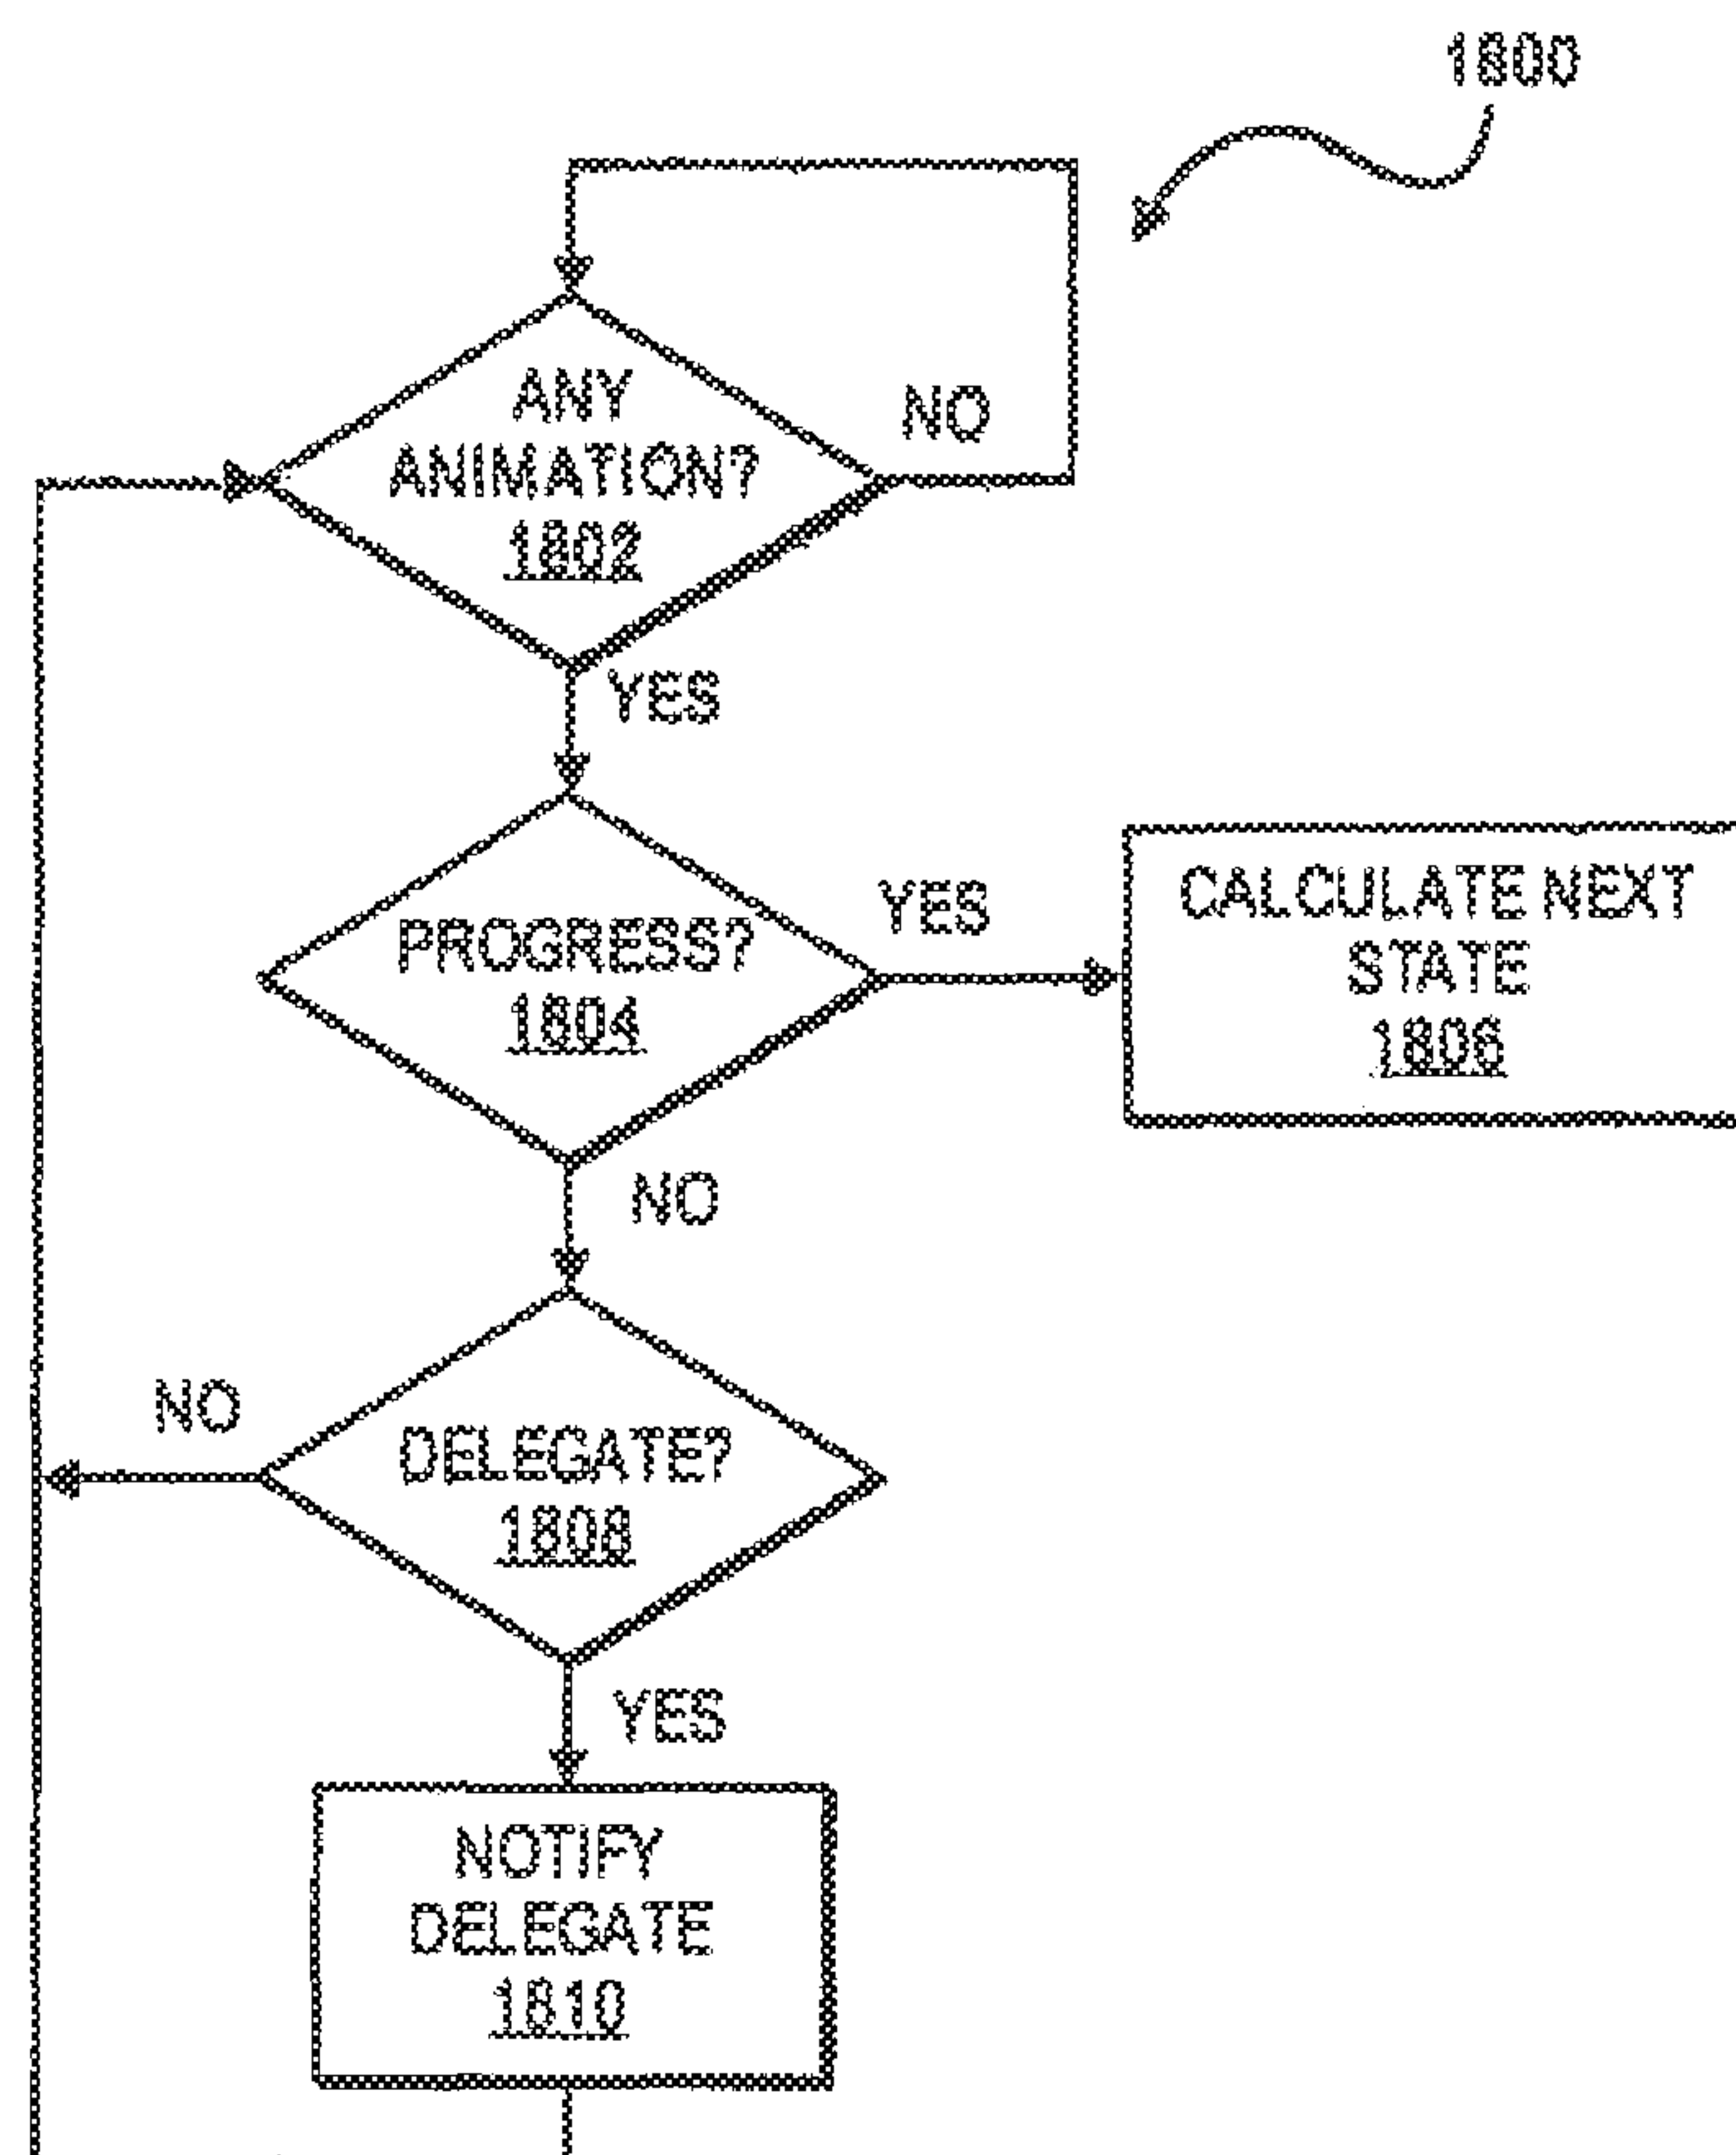 1800
ANY
ANIMATION?
1802
NO
YES
PROGRESS?
1804
YES
CALCULATE NEXT
STATE
1806
NO
DELEGATE?
1808
NO
YES
NOTIFY
DELEGATE
1810